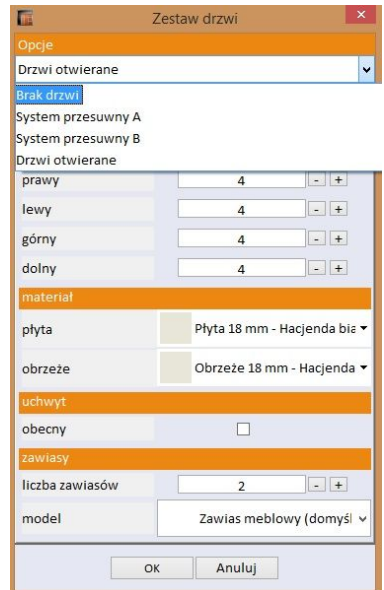 Zestaw drzwi
Opcje
Drzwi otwierane
Brak drzwi
System przesuwny A
System przesuwny B
Drzwi otwierane
prawy 4 - +
lewy 4 - +
górny 4 - +
dolny 4 - +
materiał
płyta Płyta 18 mm - Hacjenda bia
obrzeże Obrzeże 18 mm - Hacjenda
uchwyt
obecny
zawiasy
liczba zawiasów 2 - +
model Zawias meblowy (domyśl
OK Anuluj